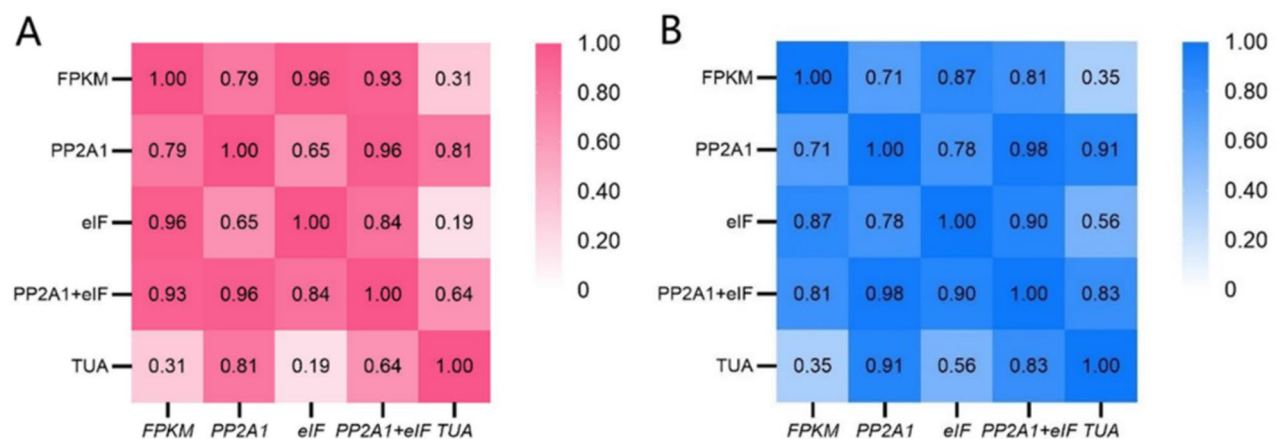 A
FPKM 1.00 0.79 0.96 0.93 0.31
PP2A1 0.79 1.00 0.65 0.96 0.81
eIF 0.96 0.65 1.00 0.84 0.19
PP2A1+eIF 0.93 0.96 0.84 1.00 0.64
TUA 0.31 0.81 0.19 0.64 1.00
FPKM PP2A1 eIF PP2A1+eIF TUA
1.00
0.80
0.60
0.40
0.20
0
B
FPKM 1.00 0.71 0.87 0.81 0.35
PP2A1 0.71 1.00 0.78 0.98 0.91
eIF 0.87 0.78 1.00 0.90 0.56
PP2A1+eIF 0.81 0.98 0.90 1.00 0.83
TUA 0.35 0.91 0.56 0.83 1.00
FPKM PP2A1 eIF PP2A1+eIF TUA
1.00
0.80
0.60
0.40
0.20
0